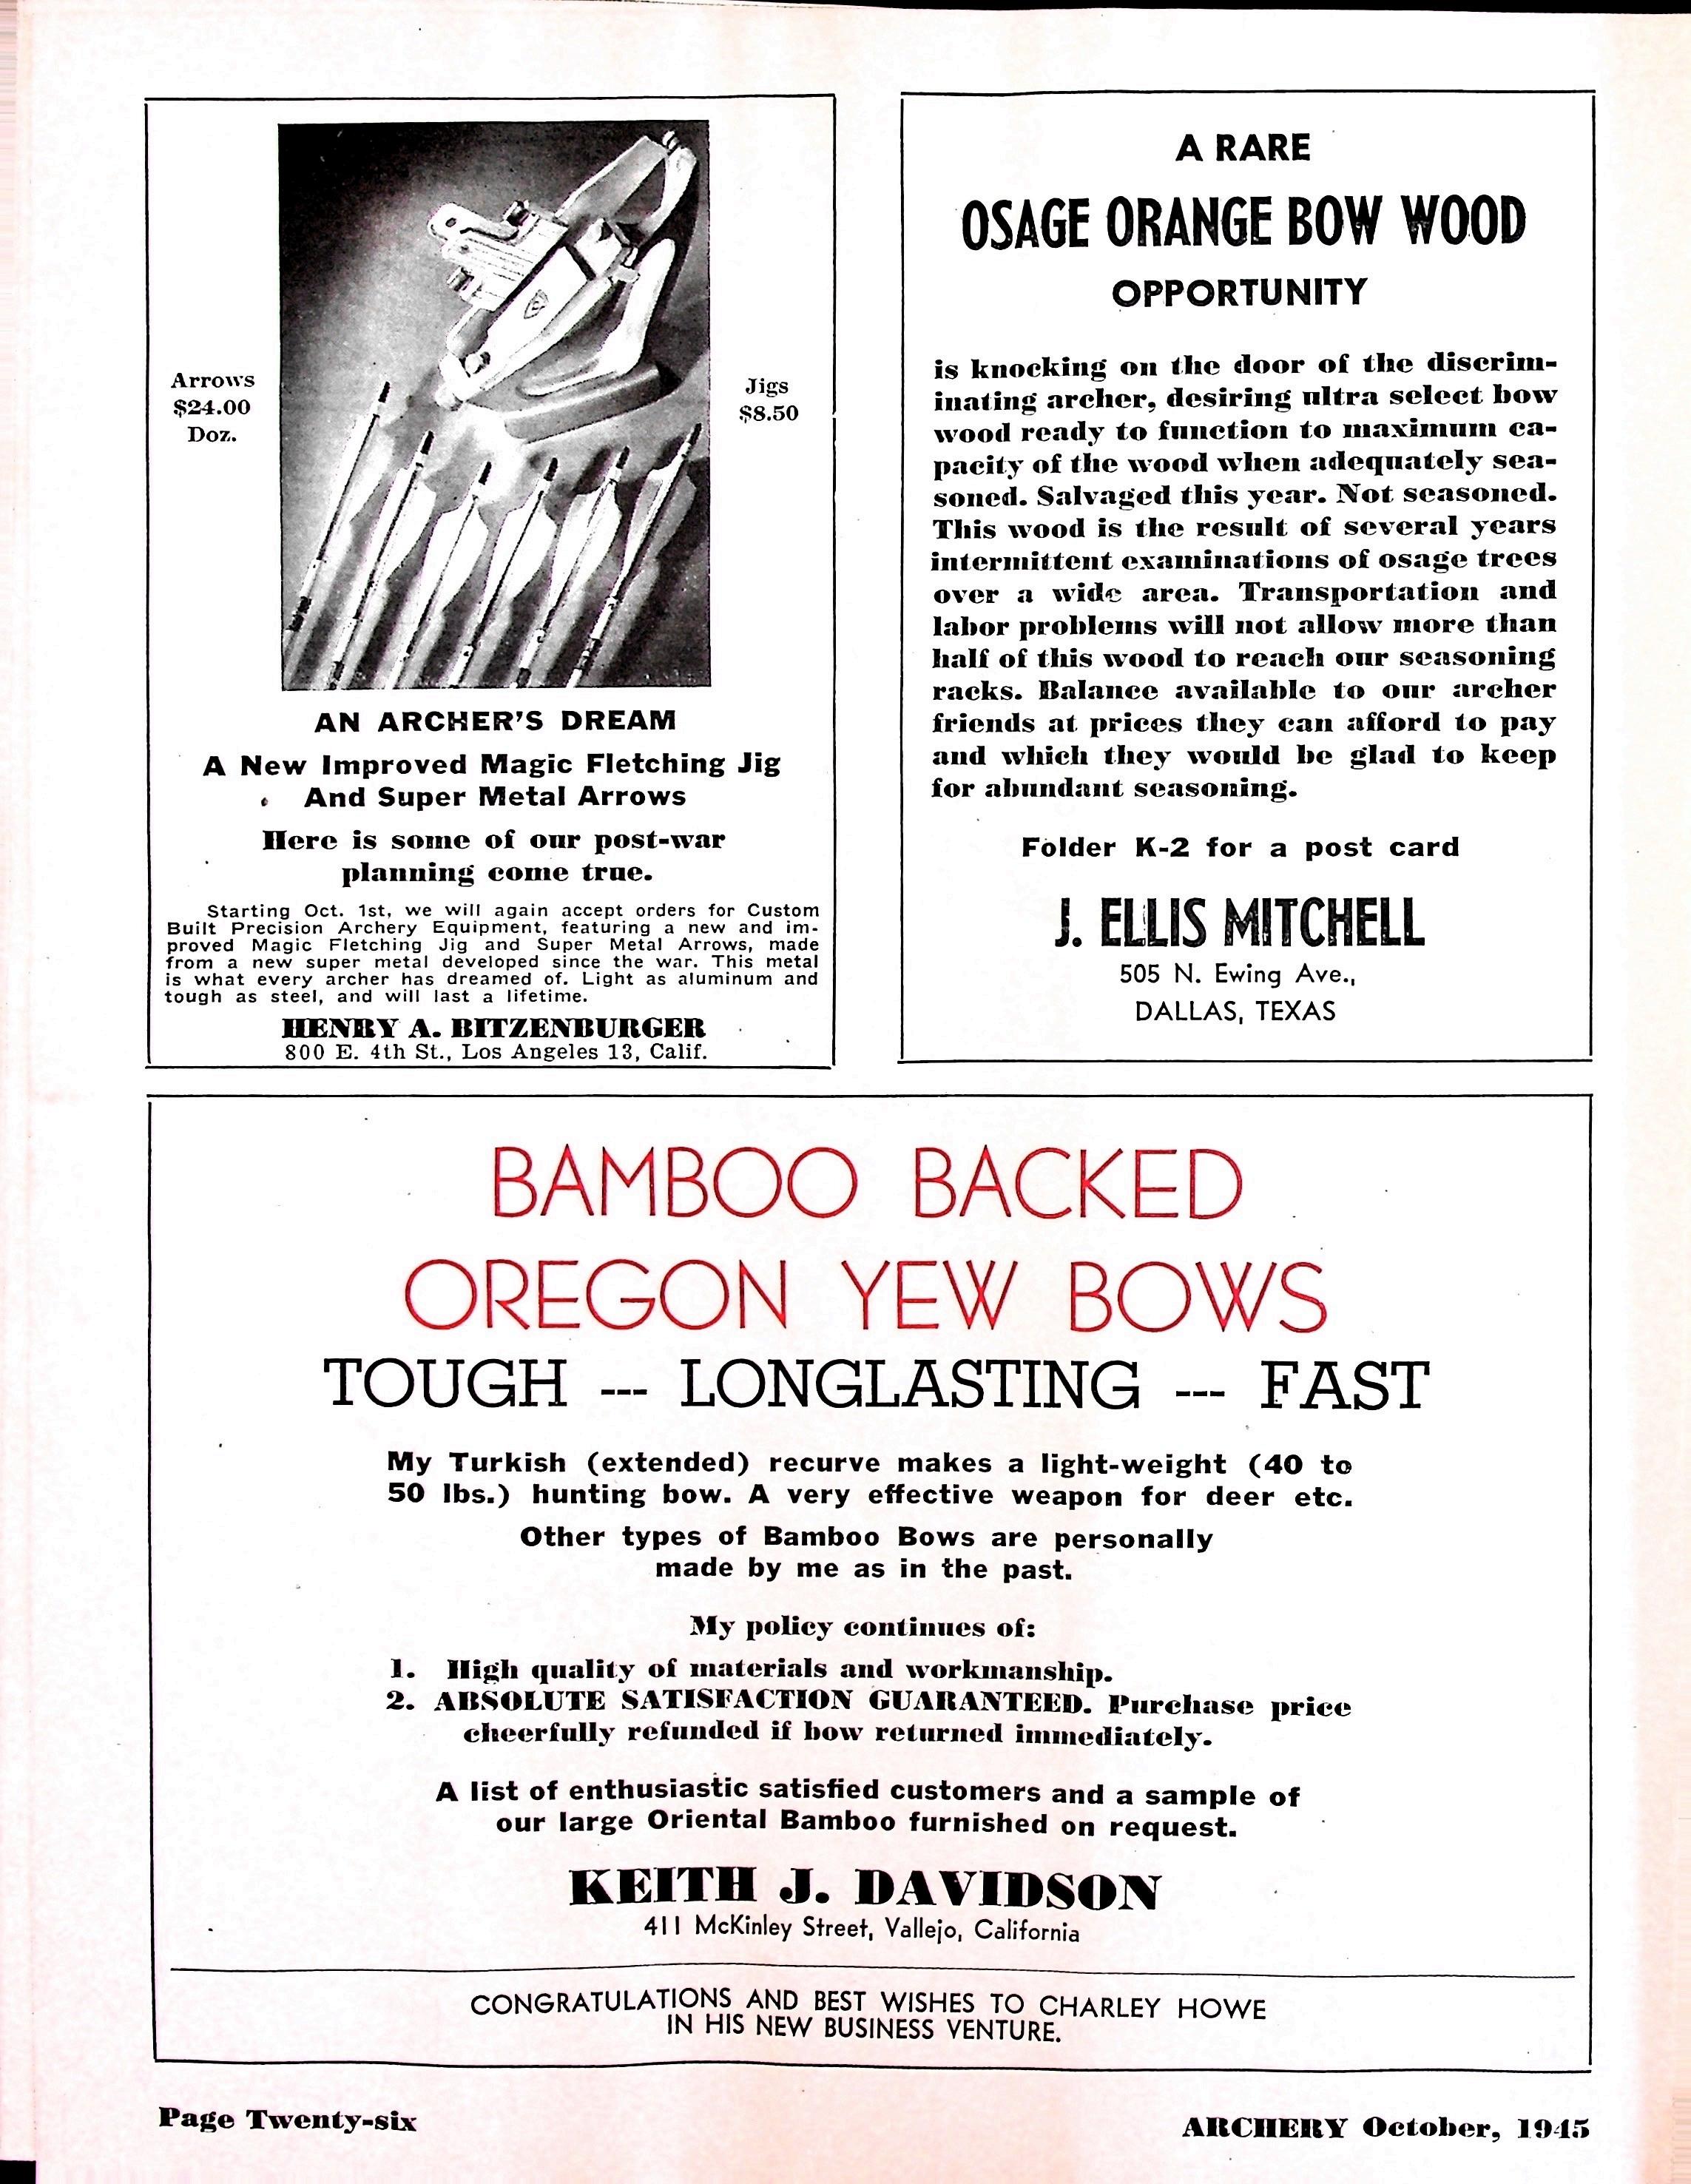 Arrows
$24.00
Doz.
Jigs
$8.50
AN ARCHER'S DREAM
A New Improved Magic Fletching Jig
And Super Metal Arrows
Here is some of our post-war
planning come true.
Starting Oct. 1st, we will again accept orders for Custom
Built Precision Archery Equipment, featuring a new and im-
proved Magic Fletching Jig and Super Metal Arrows, made
from a new super metal developed since the war. This metal
is what every archer has dreamed of. Light as aluminum and
tough as steel, and will last a lifetime.
HENRY A. BITZENBURGER
800 E. 4th St., Los Angeles 13, Calif.
A RARE
OSAGE ORANGE BOW WOOD
OPPORTUNITY
is knocking on the door of the discrim-
inating archer, desiring ultra select bow
wood ready to function to maximum ca-
pacity of the wood when adequately sea-
soned. Salvaged this year. Not seasoned.
This wood is the result of several years
intermittent examinations of osage trees
over a wide area. Transportation and
labor problems will not allow more than
half of this wood to reach our seasoning
racks. Balance available to our archer
friends at prices they can afford to pay
and which they would be glad to keep
for abundant seasoning.
Folder K-2 for a post card
J. ELLIS MITCHELL
505 N. Ewing Ave.,
DALLAS, TEXAS
BAMBOO BACKED
OREGON YEW BOWS
TOUGH --- LONGLASTING --- FAST
My Turkish (extended) recurve makes a light-weight (40 to
50 lbs.) hunting bow. A very effective weapon for deer etc.
Other types of Bamboo Bows are personally
made by me as in the past.
My policy continues of:
1. High quality of materials and workmanship.
2. ABSOLUTE SATISFACTION GUARANTEED. Purchase price
cheerfully refunded if bow returned immediately.
A list of enthusiastic satisfied customers and a sample of
our large Oriental Bamboo furnished on request.
KEITH J. DAVIDSON
411 McKinley Street, Vallejo, California
CONGRATULATIONS AND BEST WISHES TO CHARLEY HOWE
IN HIS NEW BUSINESS VENTURE.
Page Twenty-six
ARCHERY October, 1945